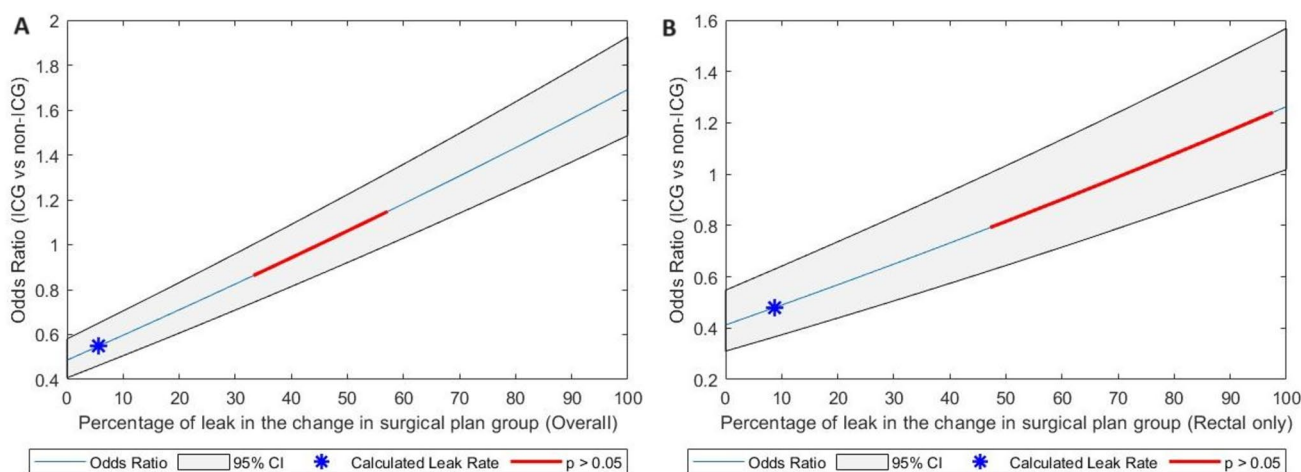 A
Odds Ratio (ICG vs non-ICG)
2
1.8
1.6
1.4
1.2
1
0.8
0.6
0.4
0 10 20 30 40 50 60 70 80 90 100
Percentage of leak in the change in surgical plan group (Overall)
Odds Ratio 95% CI Calculated Leak Rate p > 0.05
B
Odds Ratio (ICG vs non-ICG)
1.6
1.4
1.2
1
0.8
0.6
0.4
0.2
0 10 20 30 40 50 60 70 80 90 100
Percentage of leak in the change in surgical plan group (Rectal only)
Odds Ratio 95% CI Calculated Leak Rate p > 0.05